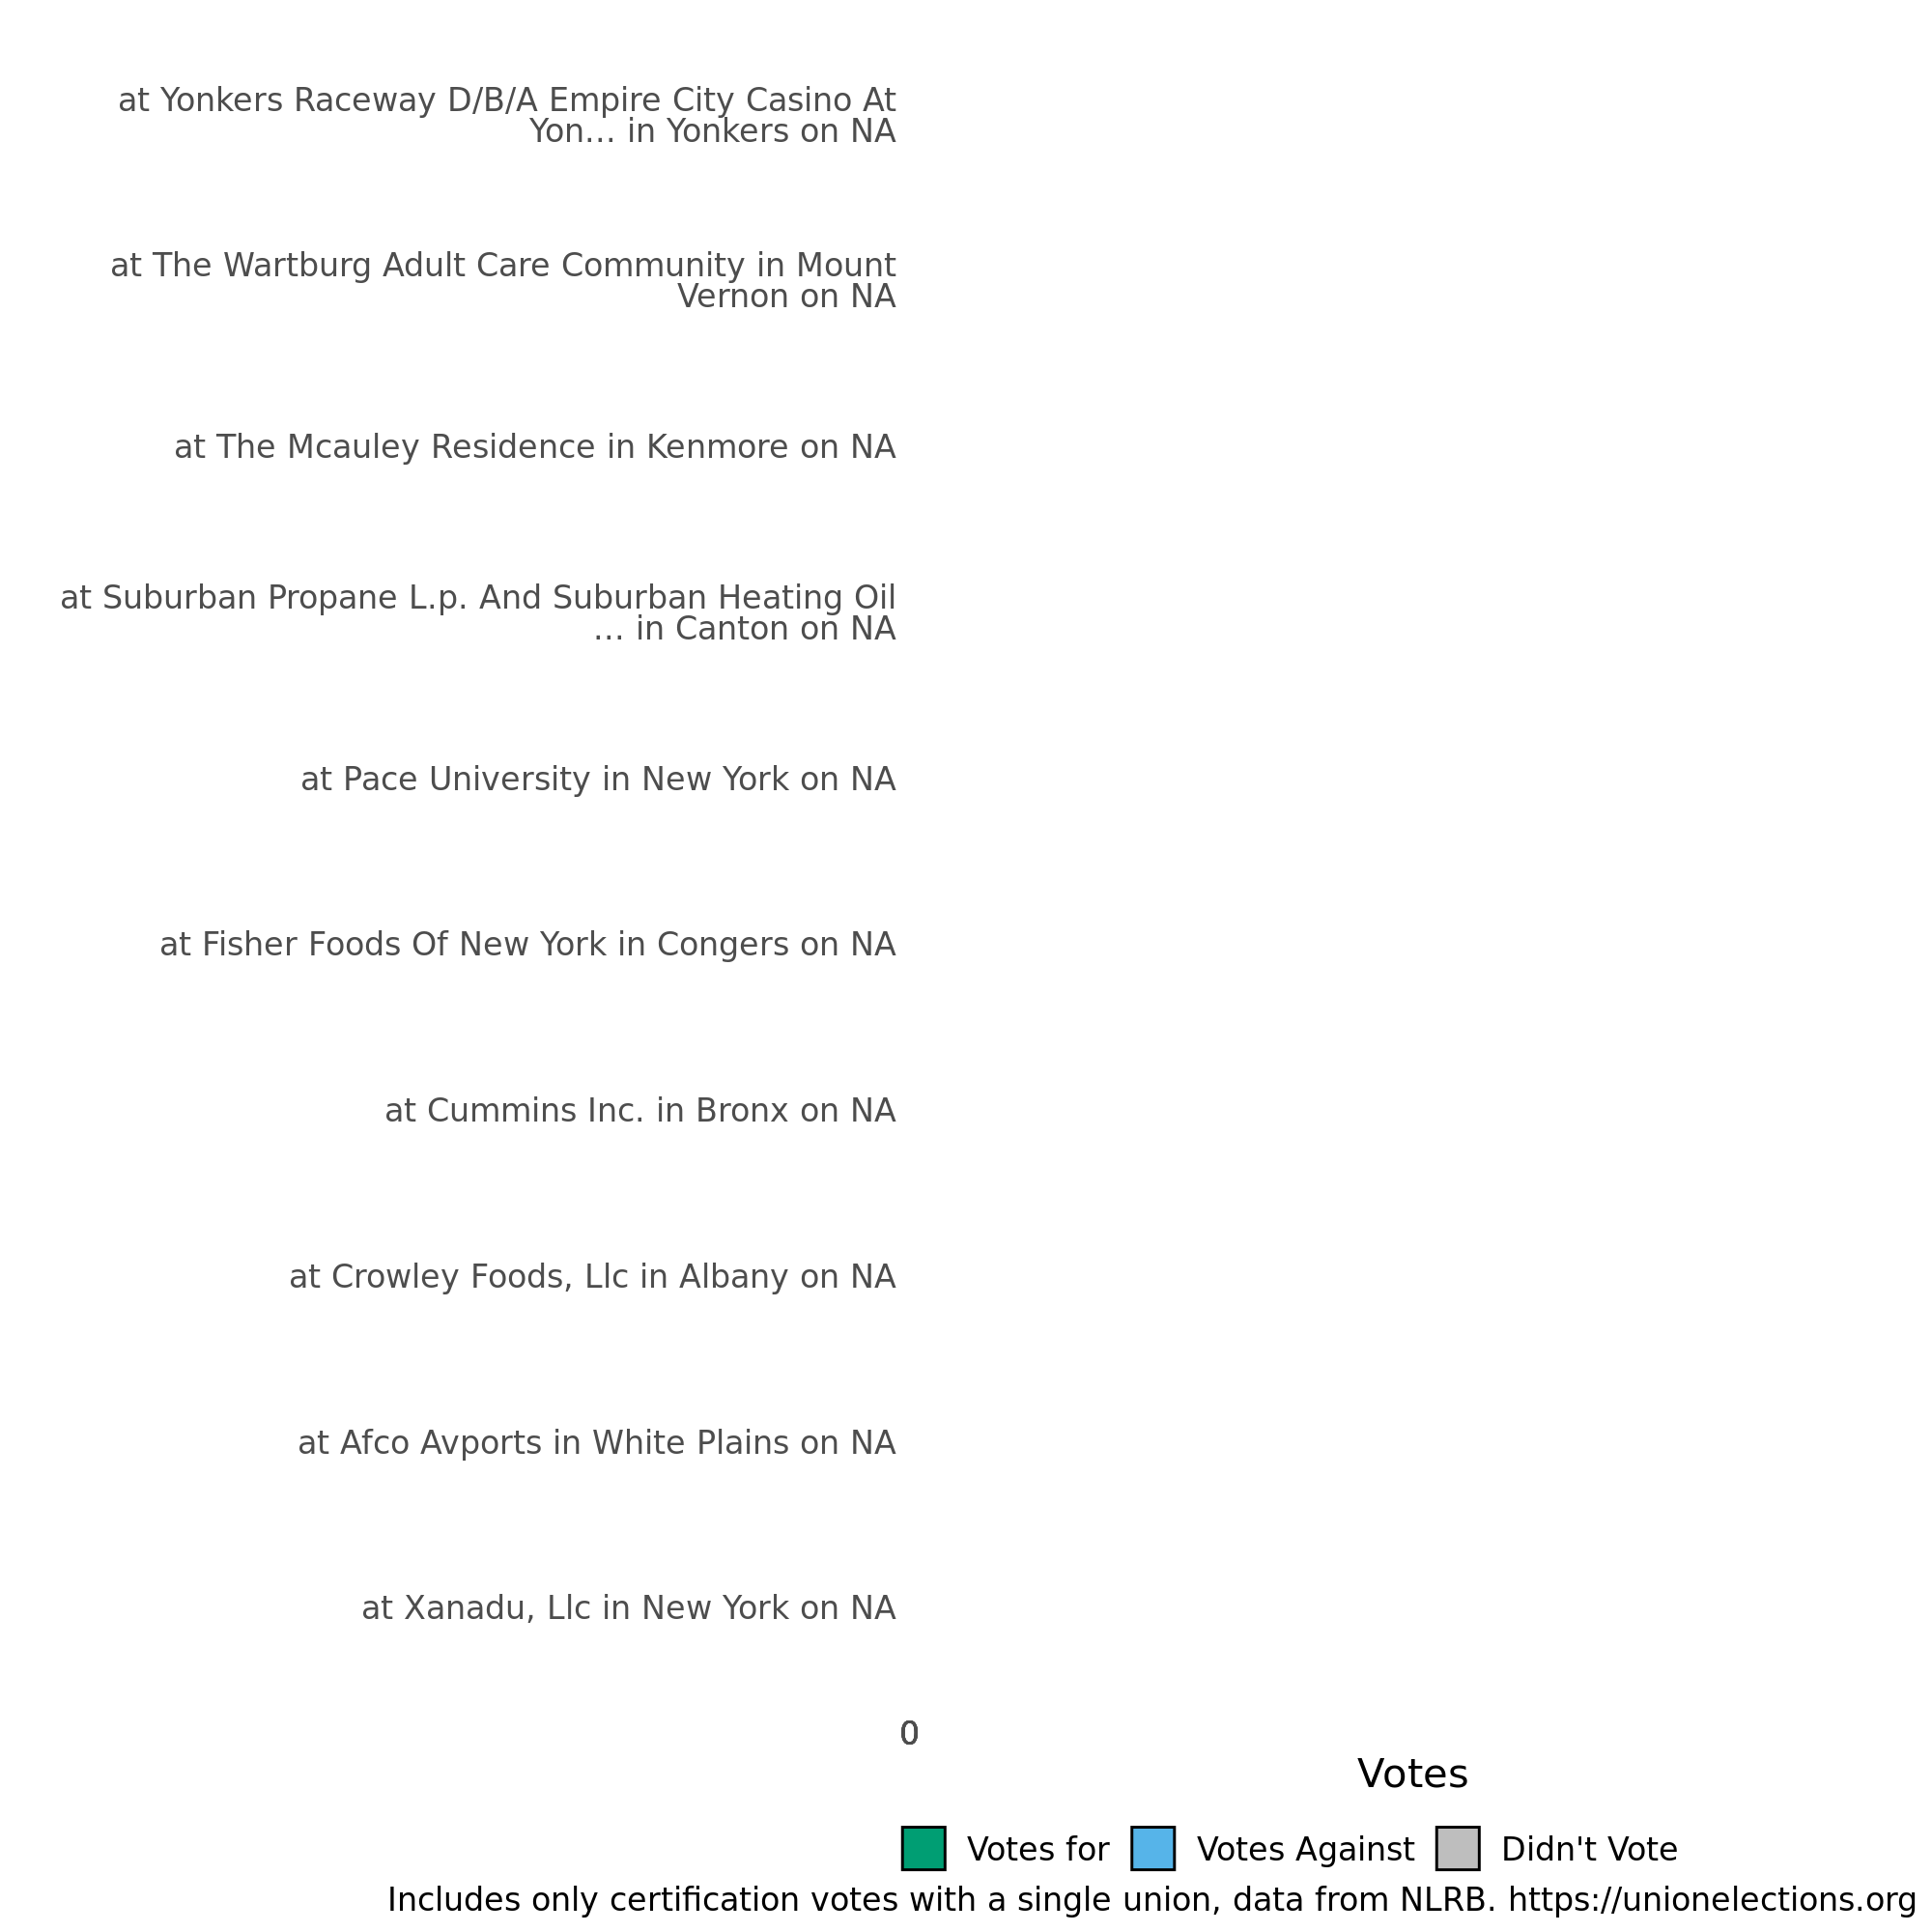 at Yonkers Raceway D/B/A Empire City Casino At
Yon... in Yonkers on NA
at The Wartburg Adult Care Community in Mount
Vernon on NA
at The Mcauley Residence in Kenmore on NA
at Suburban Propane L.p. And Suburban Heating Oil
... in Canton on NA
at Pace University in New York on NA
at Fisher Foods Of New York in Congers on NA
at Cummins Inc. in Bronx on NA
at Crowley Foods, Llc in Albany on NA
at Afco Avports in White Plains on NA
at Xanadu, Llc in New York on NA
0
Votes
Votes for Votes Against Didn't Vote
Includes only certification votes with a single union, data from NLRB. https://unionelections.org